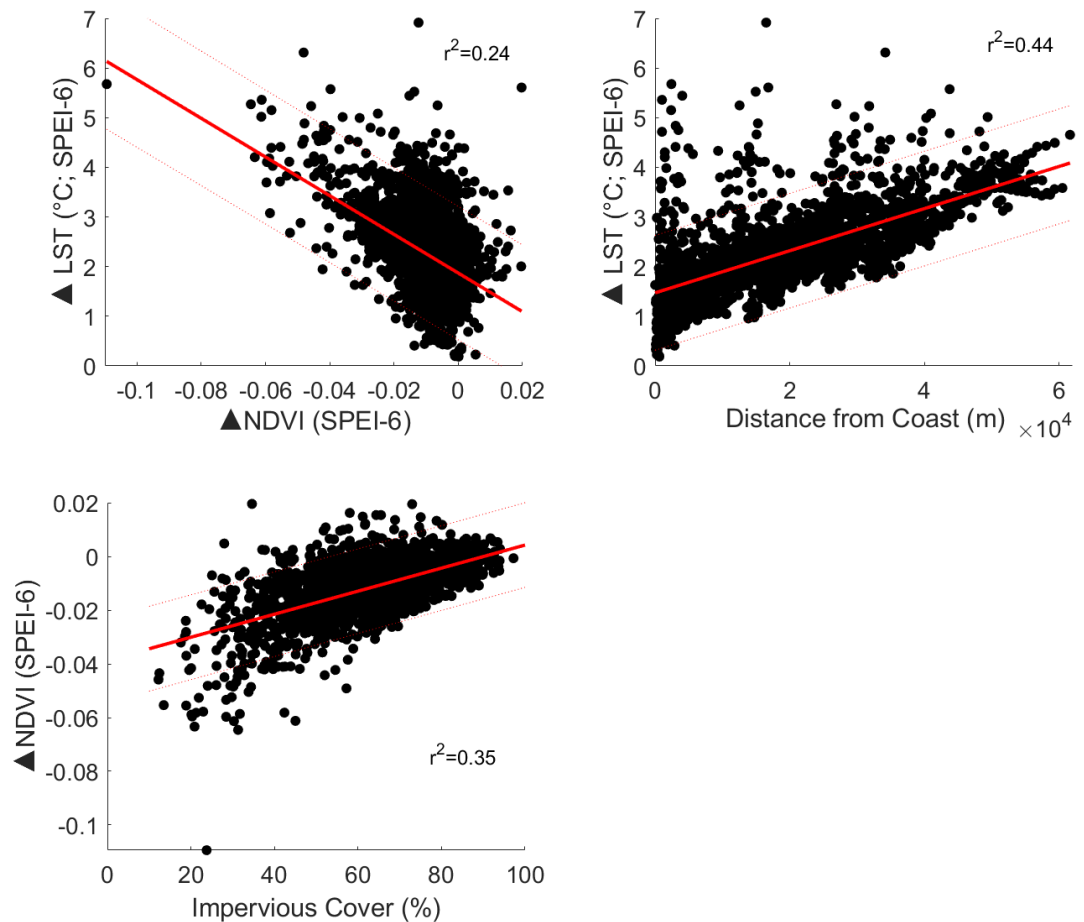 7
6
5
4
3
2
1
0
▲ LST (°C; SPEI-6)
r²=0.24
-0.1 -0.08 -0.06 -0.04 -0.02 0 0.02
▲NDVI (SPEI-6)
7
6
5
4
3
2
1
0
▲ LST (°C; SPEI-6)
r²=0.44
0 2 4 6
Distance from Coast (m) ×10⁴
0.02
0
-0.02
-0.04
-0.06
-0.08
-0.1
▲NDVI (SPEI-6)
r²=0.35
0 20 40 60 80 100
Impervious Cover (%)